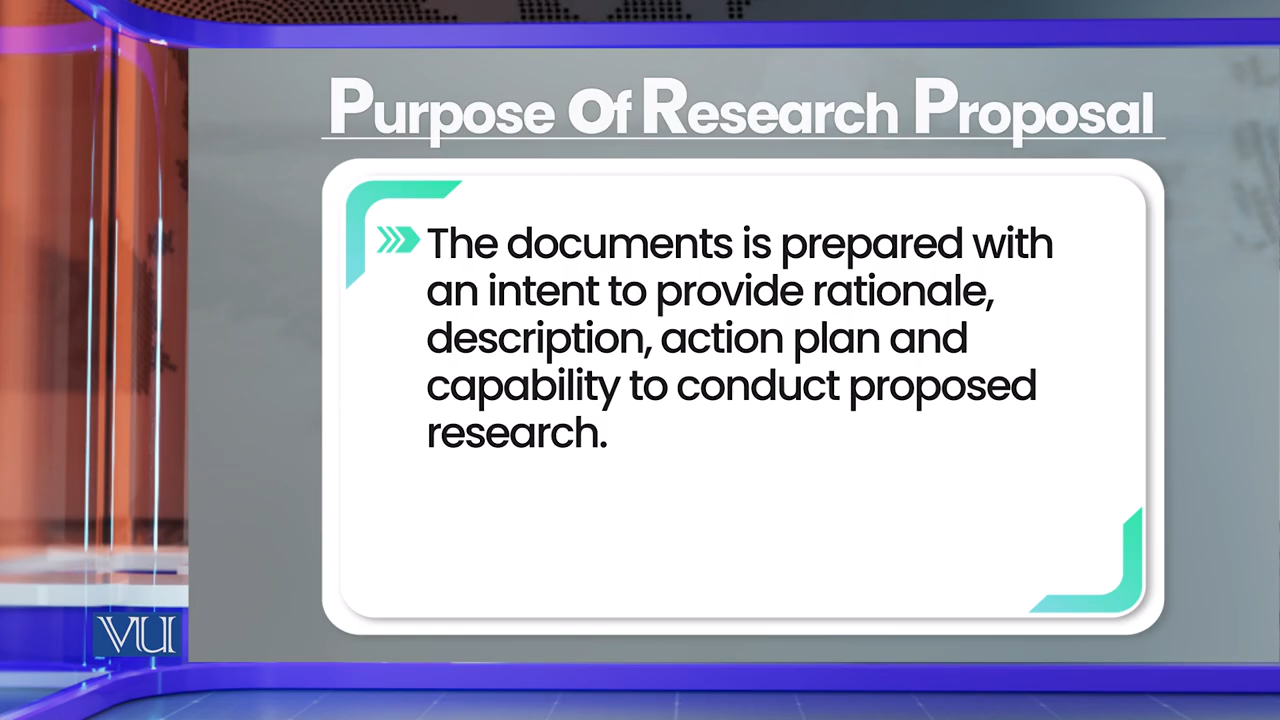 Purpose Of Research Proposal
The documents is prepared with
an intent to provide rationale,
description, action plan and
capability to conduct proposed
research.
VU